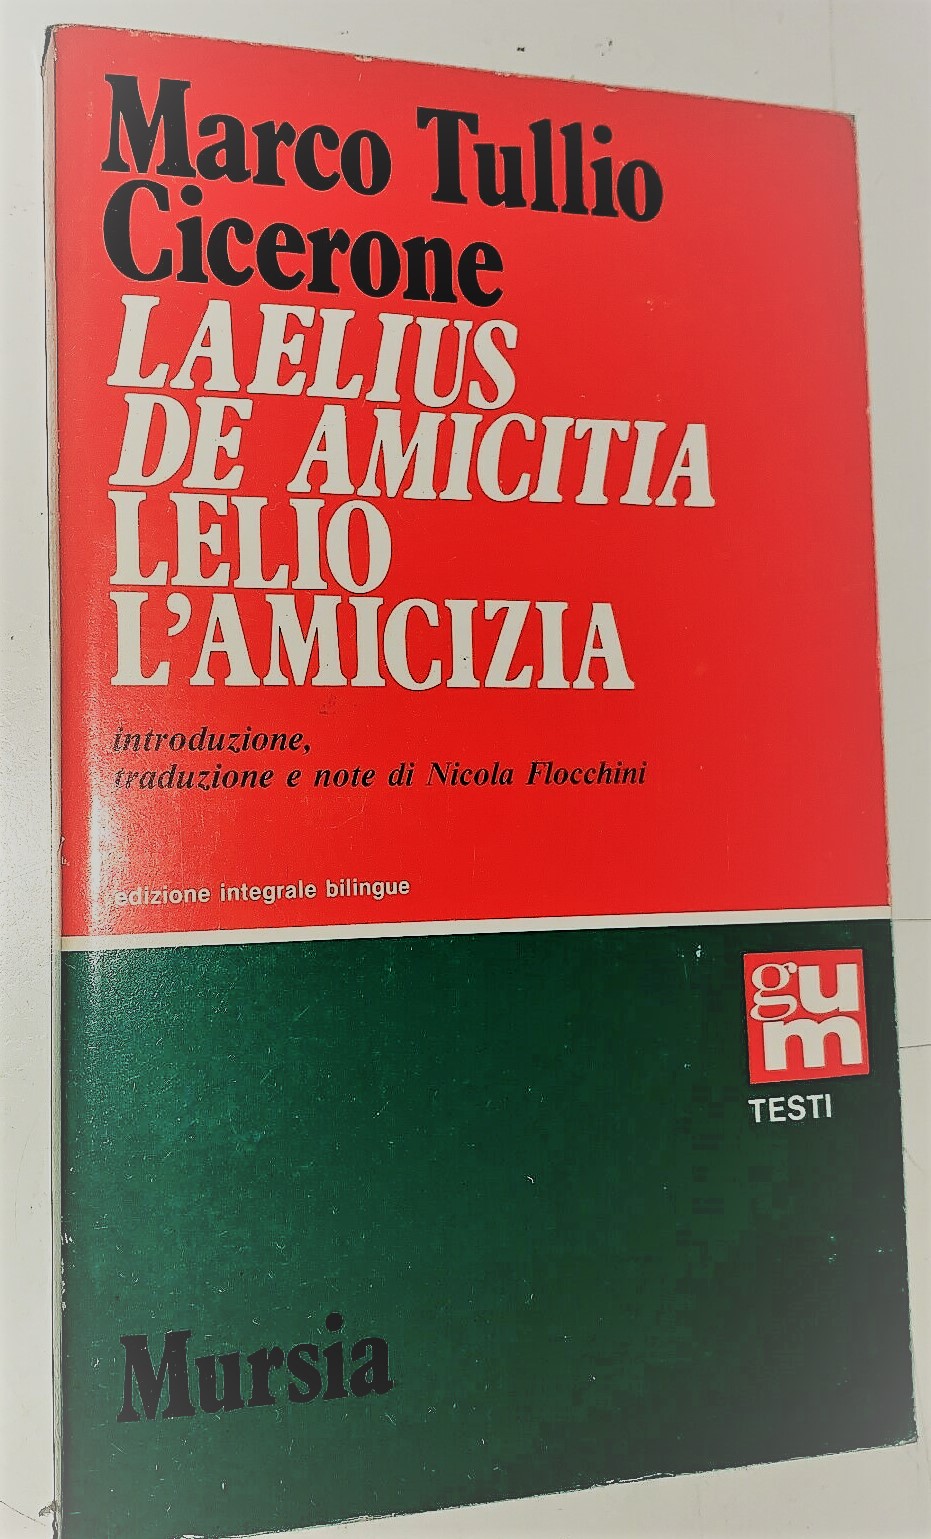 Marco Tullio
Cicerone
LAELIUS
DE AMICITIA
LELIO
L'AMICIZIA
introduzione,
traduzione e note di Nicola Flocchini
edizione integrale bilingue
gum
TESTI
Mursia